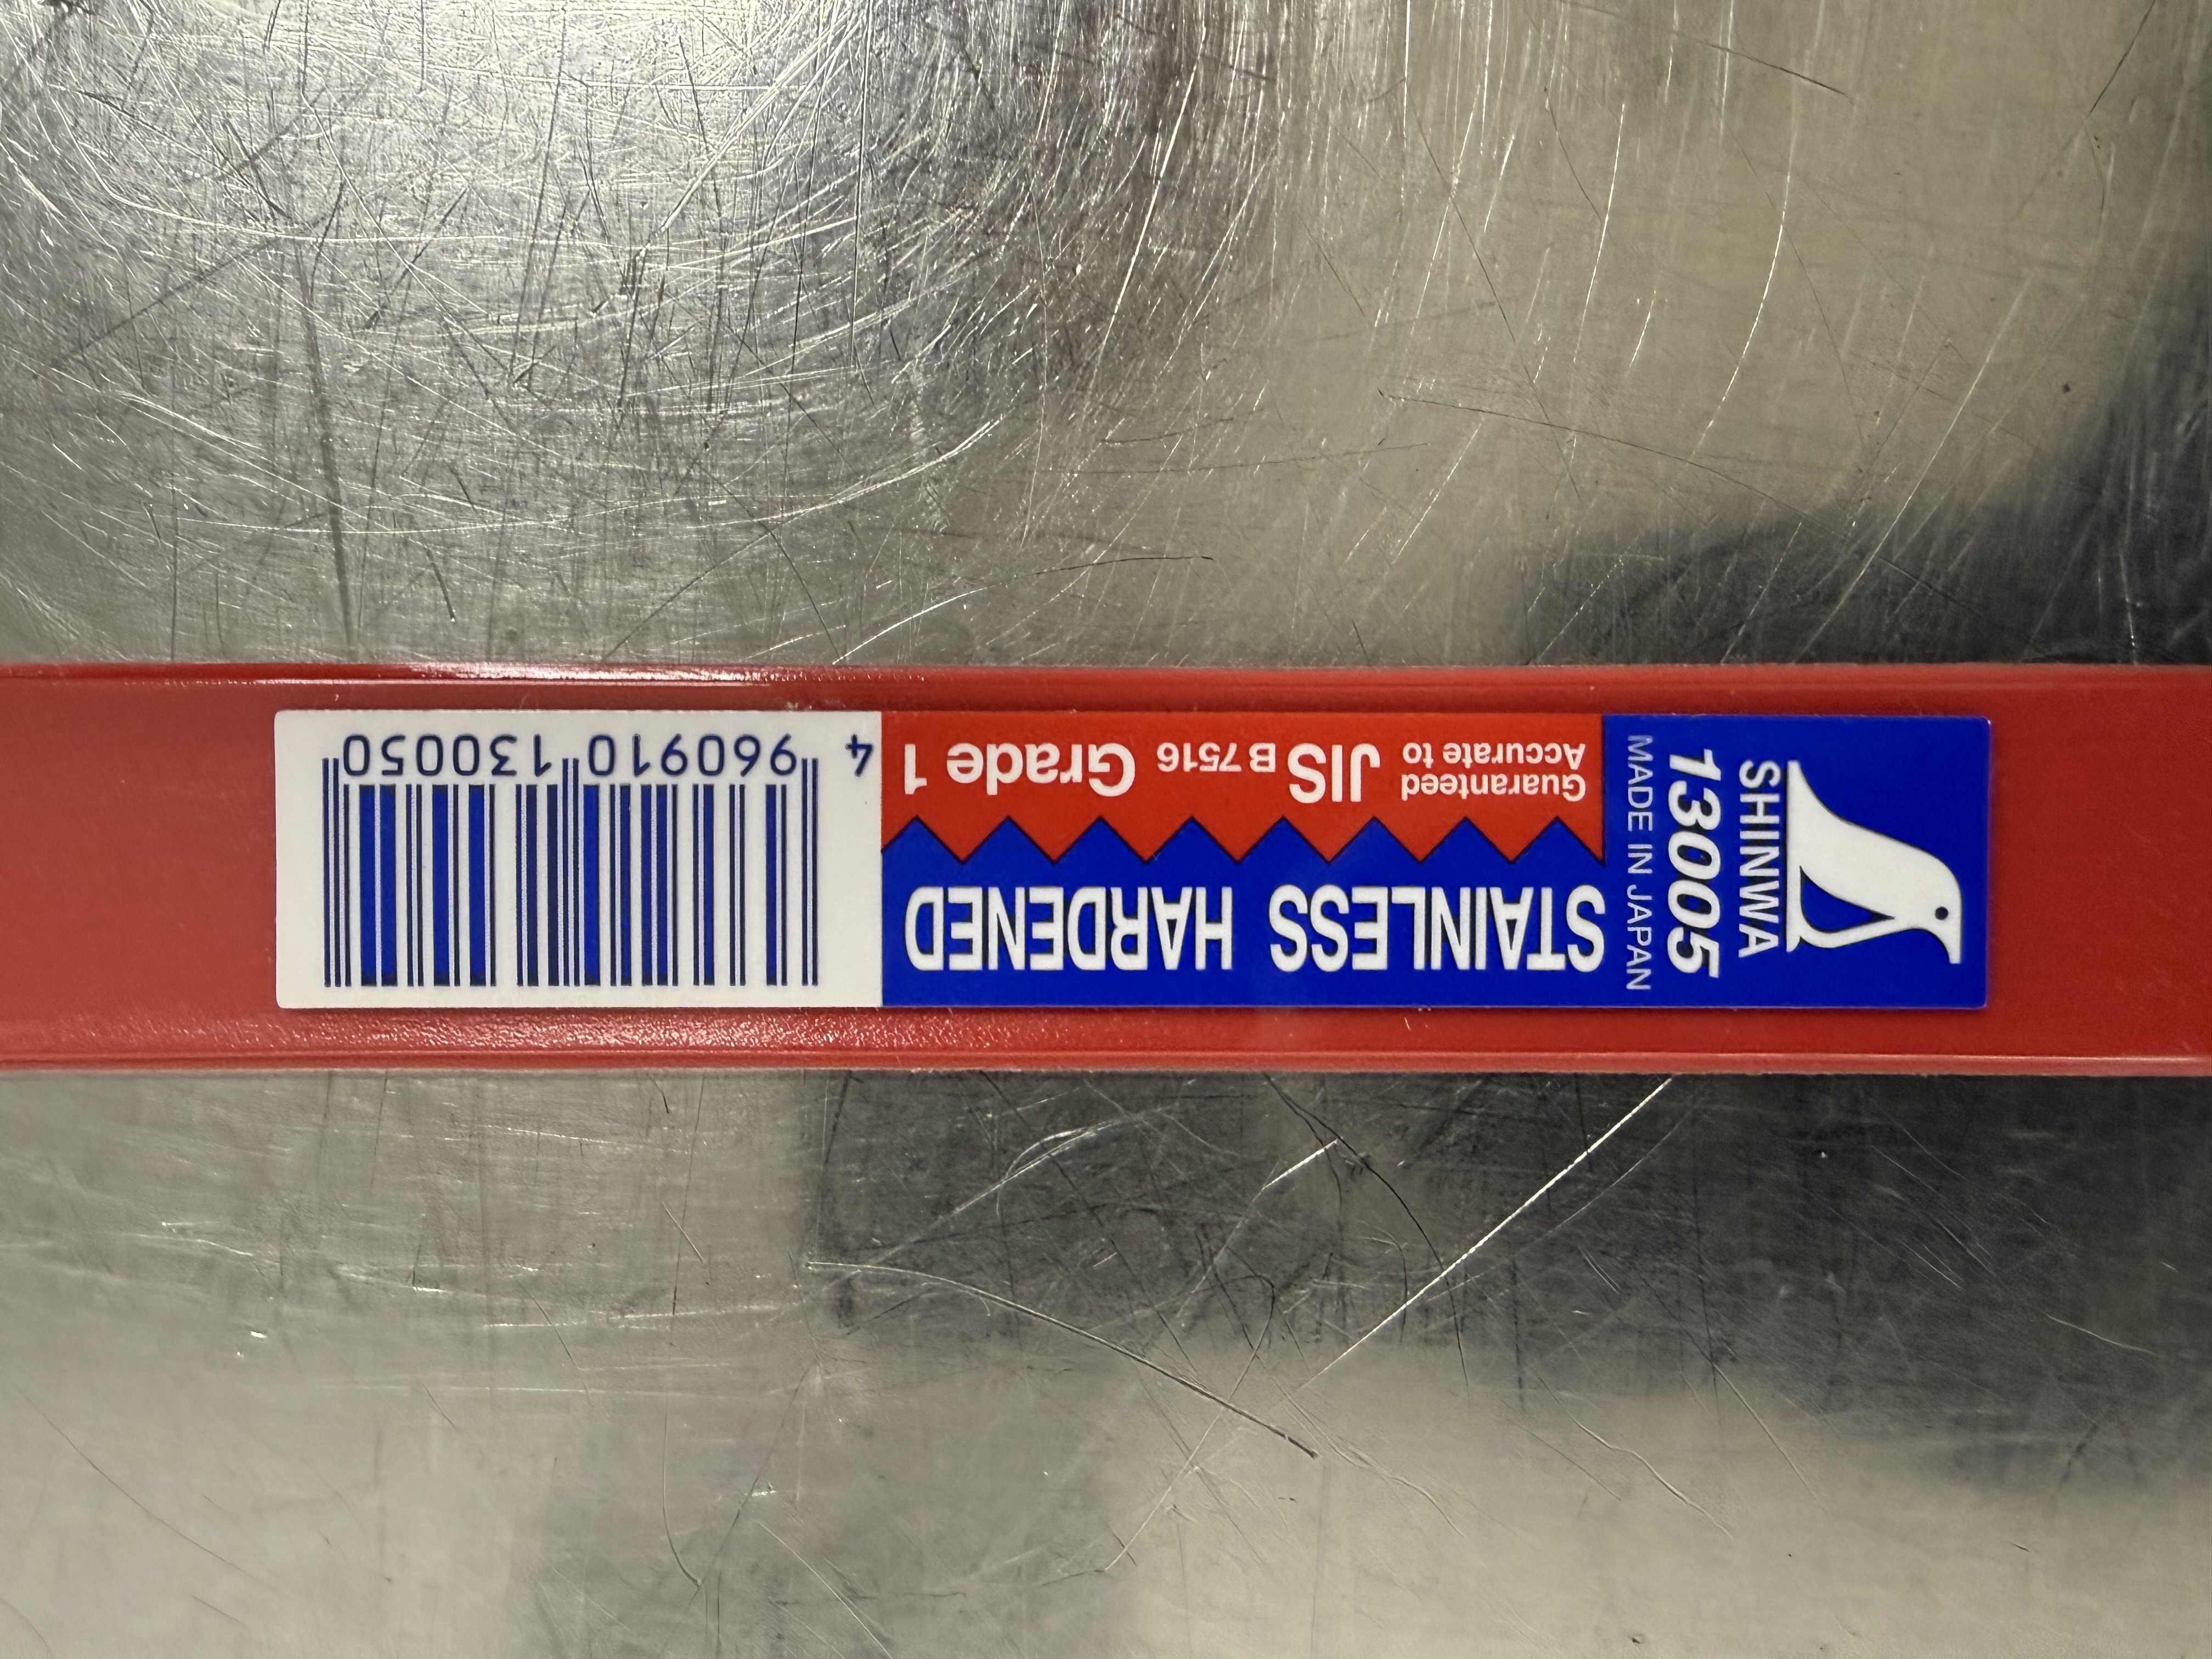 SHINWA
13005
MADE IN JAPAN
STAINLESS HARDENED
Guaranteed
Accurate to
JIS B 7516 Grade 1
4 960910 130050